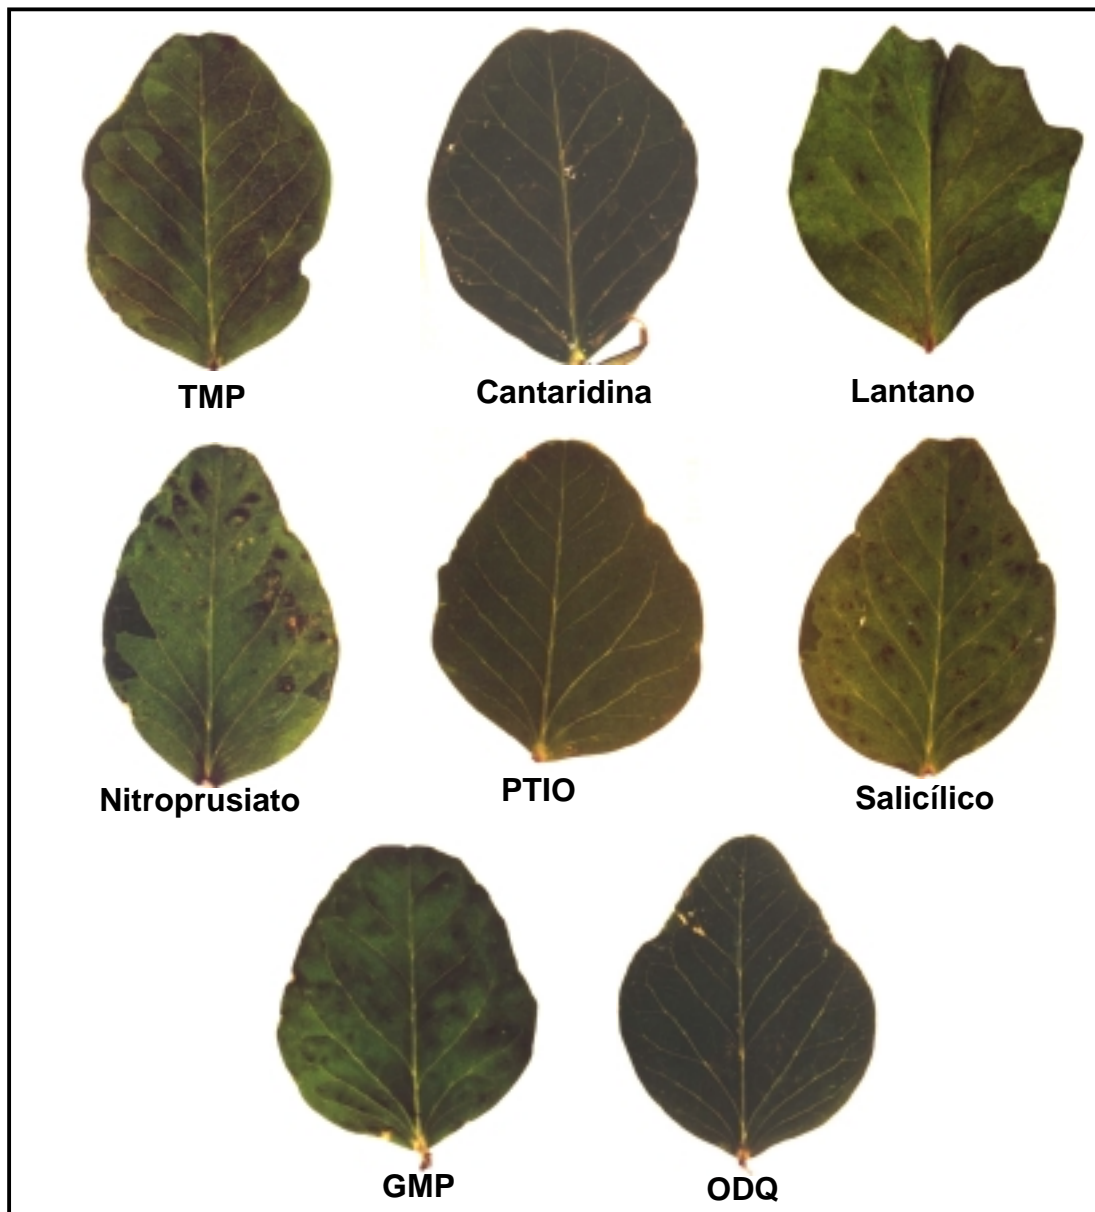 TMP
Cantaridina
Lantano
Nitroprusiato
PTIO
Salicílico
GMP
ODQ